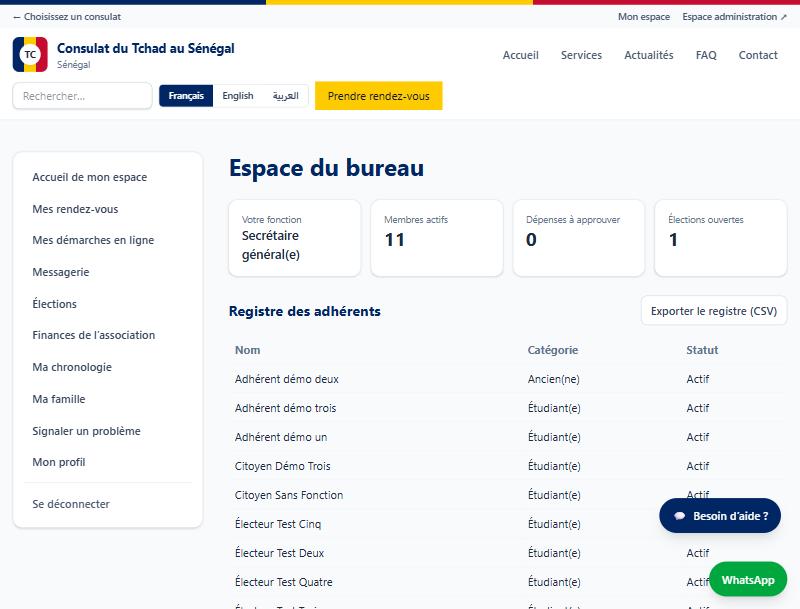 ← Choisissez un consulat
Mon espace Espace administration ↗
TC
Consulat du Tchad au Sénégal
Sénégal
Accueil Services Actualités FAQ Contact
Rechercher...
Français English العربية
Prendre rendez-vous
Accueil de mon espace
Mes rendez-vous
Mes démarches en ligne
Messagerie
Élections
Finances de l'association
Ma chronologie
Ma famille
Signaler un problème
Mon profil
Se déconnecter
Espace du bureau
Votre fonction
Secrétaire
général(e)
Membres actifs
11
Dépenses à approuver
0
Élections ouvertes
1
Registre des adhérents
Exporter le registre (CSV)
Nom Catégorie Statut
Adhérent démo deux Ancien(ne) Actif
Adhérent démo trois Étudiant(e) Actif
Adhérent démo un Étudiant(e) Actif
Citoyen Démo Trois Étudiant(e) Actif
Citoyen Sans Fonction Étudiant(e) Actif
Électeur Test Cinq Étudiant(e)
Électeur Test Deux Étudiant(e) Actif
Électeur Test Quatre Étudiant(e) Actif
Besoin d'aide ?
WhatsApp